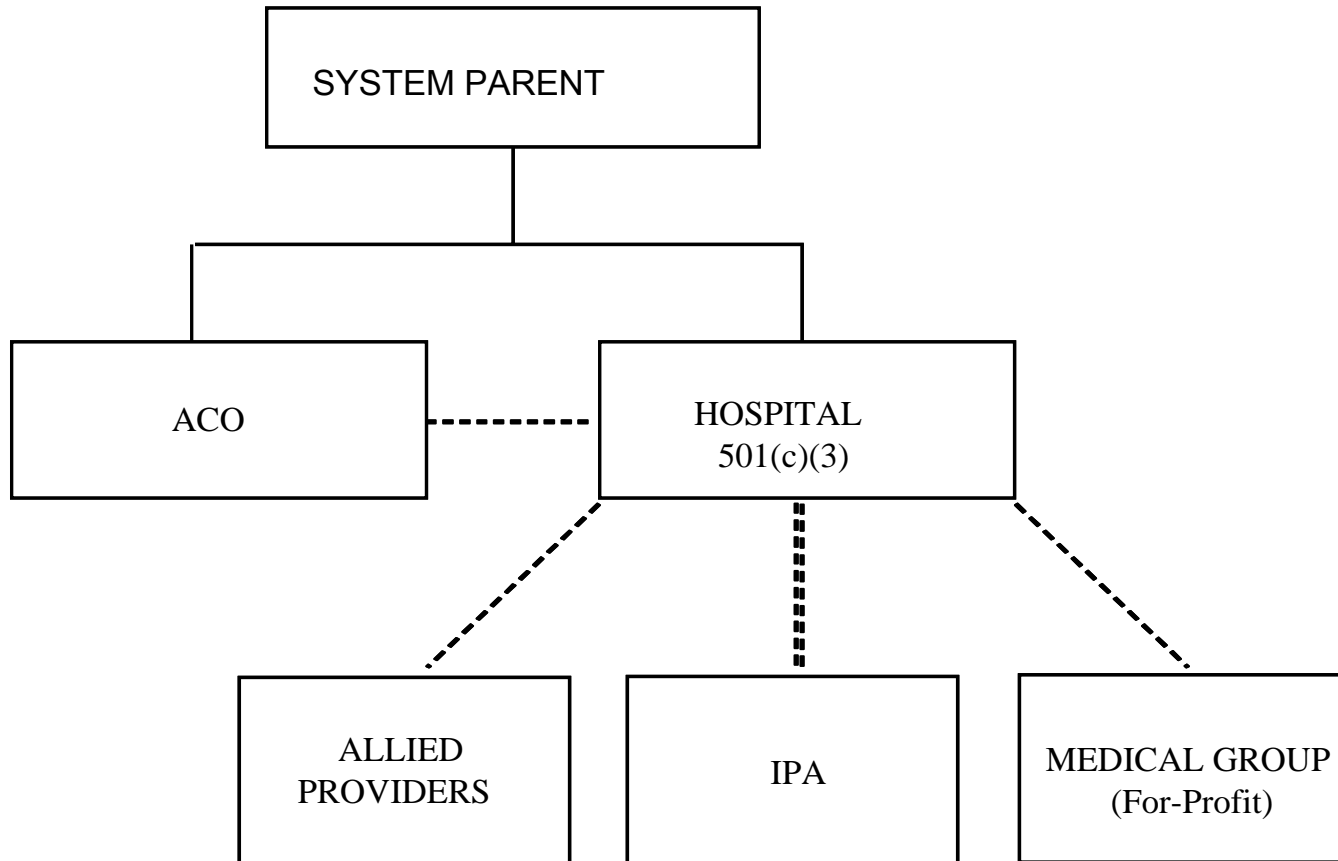 SYSTEM PARENT
ACO
HOSPITAL
501(c)(3)
ALLIED
PROVIDERS
IPA
MEDICAL GROUP
(For-Profit)